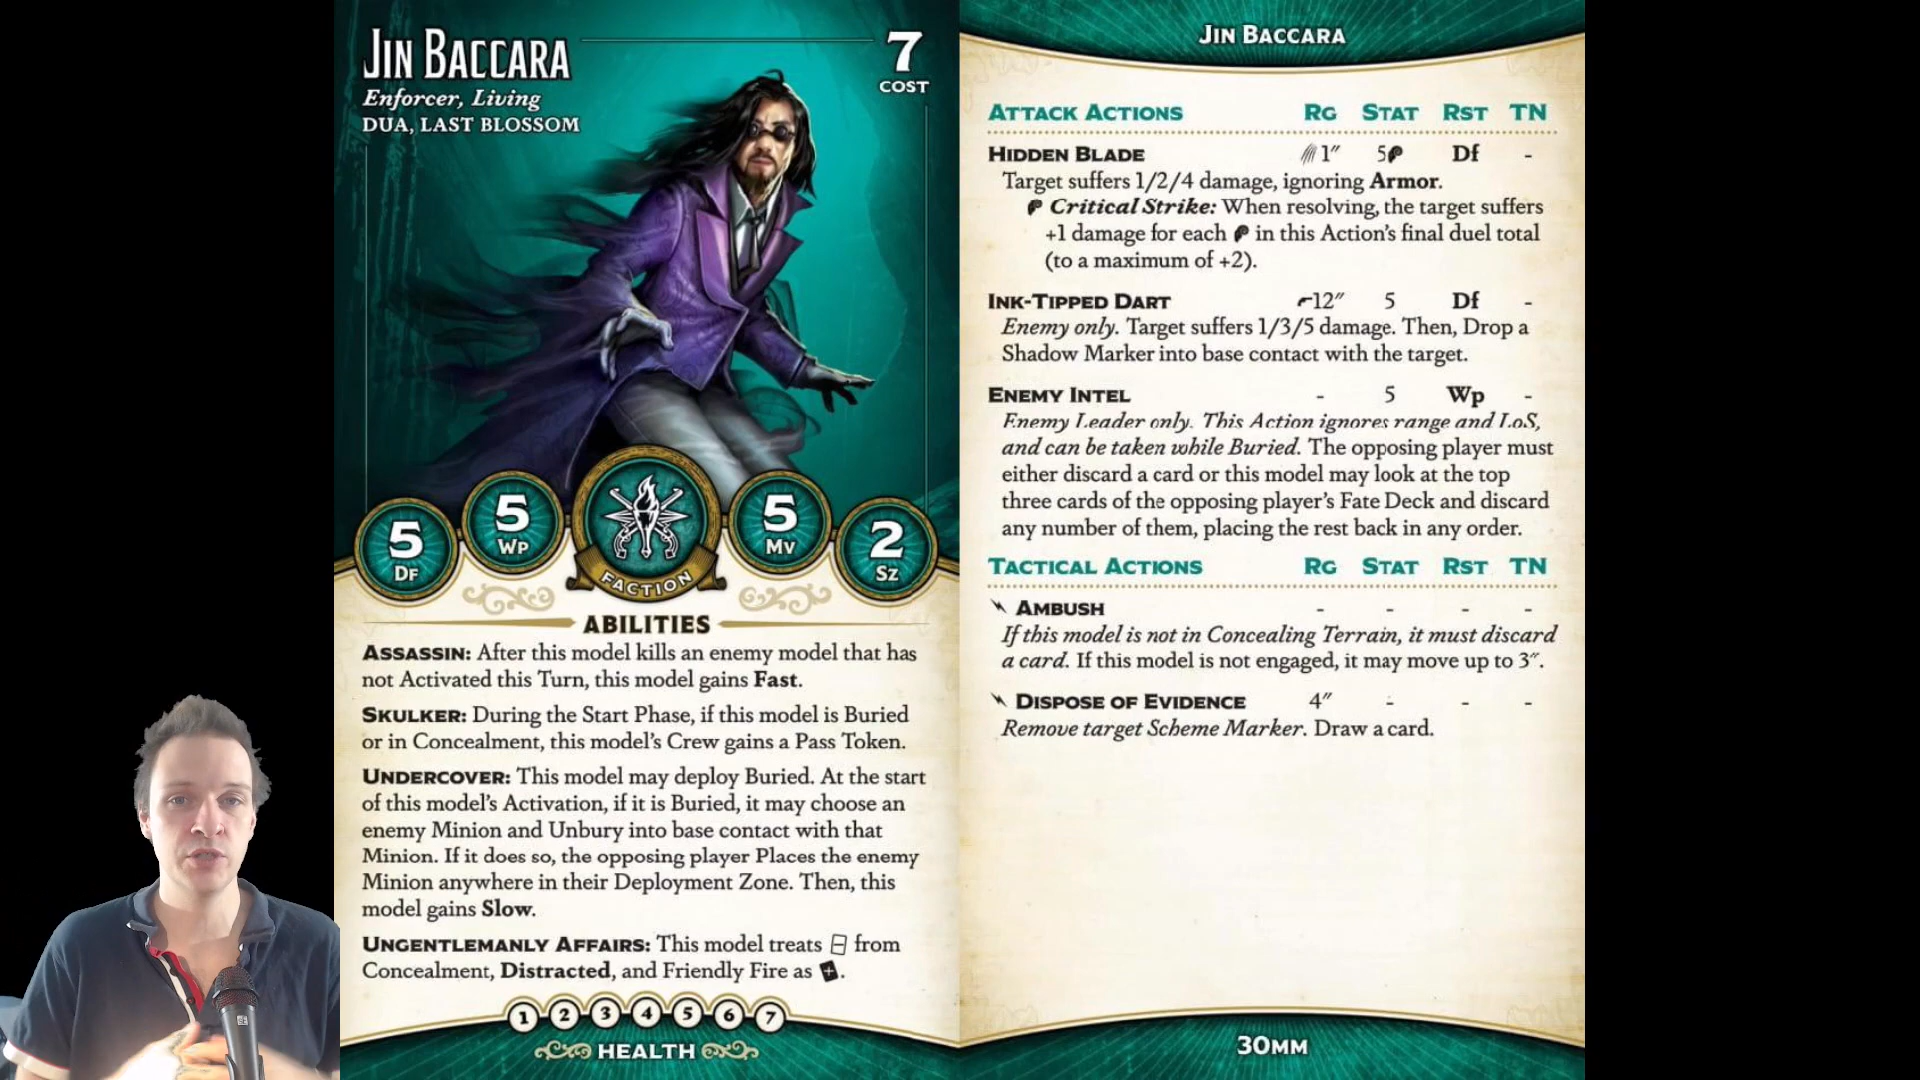 JIN BACCARA
7
COST
Enforcer, Living
DUA, LAST BLOSSOM
5
DF
5
WP
FACTION
5
MV
2
SZ
ABILITIES
ASSASSIN: After this model kills an enemy model that has
not Activated this Turn, this model gains Fast.
SKULKER: During the Start Phase, if this model is Buried
or in Concealment, this model's Crew gains a Pass Token.
UNDERCOVER: This model may deploy Buried. At the start
of this model's Activation, if it is Buried, it may choose an
enemy Minion and Unbury into base contact with that
Minion. If it does so, the opposing player Places the enemy
Minion anywhere in their Deployment Zone. Then, this
model gains Slow.
UNGENTLEMANLY AFFAIRS: This model treats from
Concealment, Distracted, and Friendly Fire as +.
1 2 3 4 5 6 7
HEALTH
JIN BACCARA
ATTACK ACTIONS RG STAT RST TN
HIDDEN BLADE 1" 5 Df -
Target suffers 1/2/4 damage, ignoring Armor.
Critical Strike: When resolving, the target suffers
+1 damage for each in this Action's final duel total
(to a maximum of +2).
INK-TIPPED DART 12" 5 Df -
Enemy only. Target suffers 1/3/5 damage. Then, Drop a
Shadow Marker into base contact with the target.
ENEMY INTEL - 5 Wp -
Enemy Leader only. This Action ignores range and LoS,
and can be taken while Buried. The opposing player must
either discard a card or this model may look at the top
three cards of the opposing player's Fate Deck and discard
any number of them, placing the rest back in any order.
TACTICAL ACTIONS RG STAT RST TN
AMBUSH - - - -
If this model is not in Concealing Terrain, it must discard
a card. If this model is not engaged, it may move up to 3".
DISPOSE OF EVIDENCE 4" - - -
Remove target Scheme Marker. Draw a card.
30MM